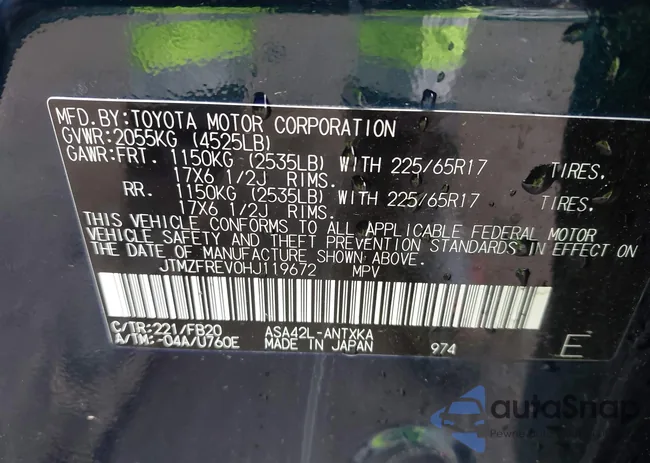 MFD.BY:TOYOTA MOTOR CORPORATION
GVWR:2055KG (4525LB)
GAWR:FRT. 1150KG (2535LB) WITH 225/65R17 TIRES.
17X6 1/2J RIMS.
RR. 1150KG (2535LB) WITH 225/65R17 TIRES.
17X6 1/2J RIMS.
THIS VEHICLE CONFORMS TO ALL APPLICABLE FEDERAL MOTOR
VEHICLE SAFETY AND THEFT PREVENTION STANDARDS IN EFFECT ON
THE DATE OF MANUFACTURE SHOWN ABOVE.
JTMZFREV0HJ119672 MPV
C/TR:221/FB20 ASA42L-ANTXKA
A/TM:-04A/U760E MADE IN JAPAN 974 E
autoSnap